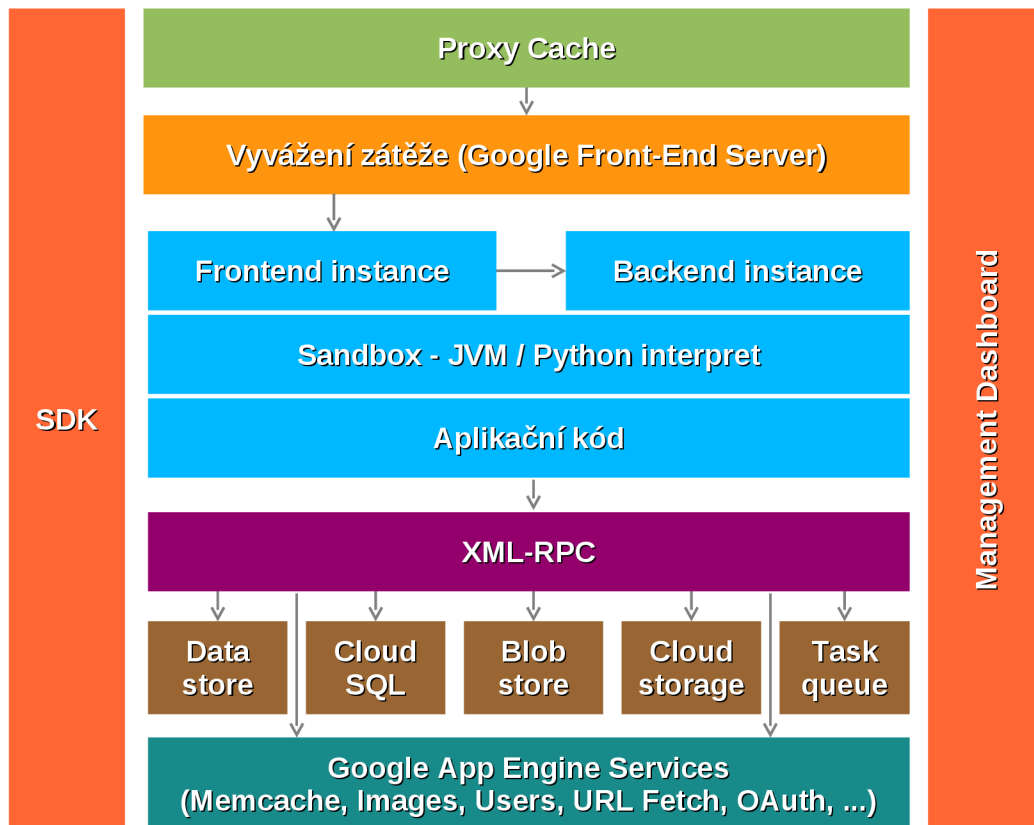 Proxy Cache
Vyvážení zátěže (Google Front-End Server)
Frontend instance
Backend instance
Sandbox - JVM / Python interpret
Aplikační kód
SDK
Management Dashboard
XML-RPC
Data
store
Cloud
SQL
Blob
store
Cloud
storage
Task
queue
Google App Engine Services
(Memcache, Images, Users, URL Fetch, OAuth, ...)